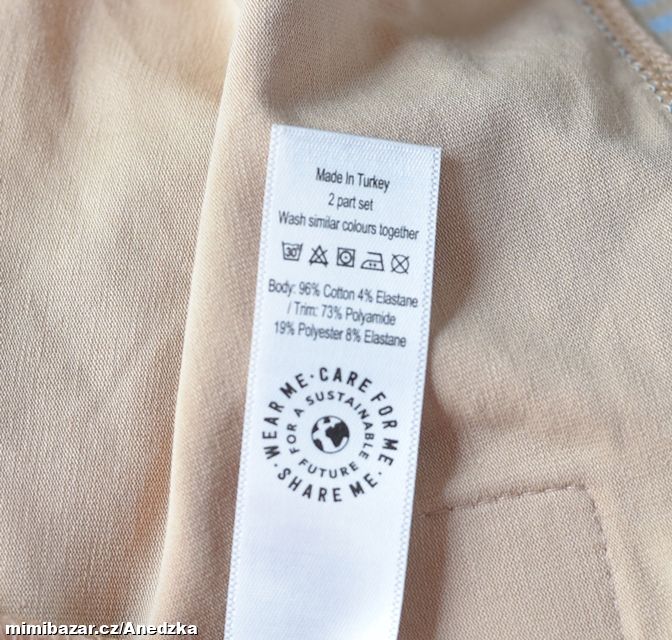 Made In Turkey
2 part set
Wash similar colours together
30°
Body: 96% Cotton 4% Elastane
/ Trim: 73% Polyamide
19% Polyester 8% Elastane
WEAR ME · CARE FOR ME · SHARE ME ·
FOR A SUSTAINABLE FUTURE
mimibazar.cz/Anedzka